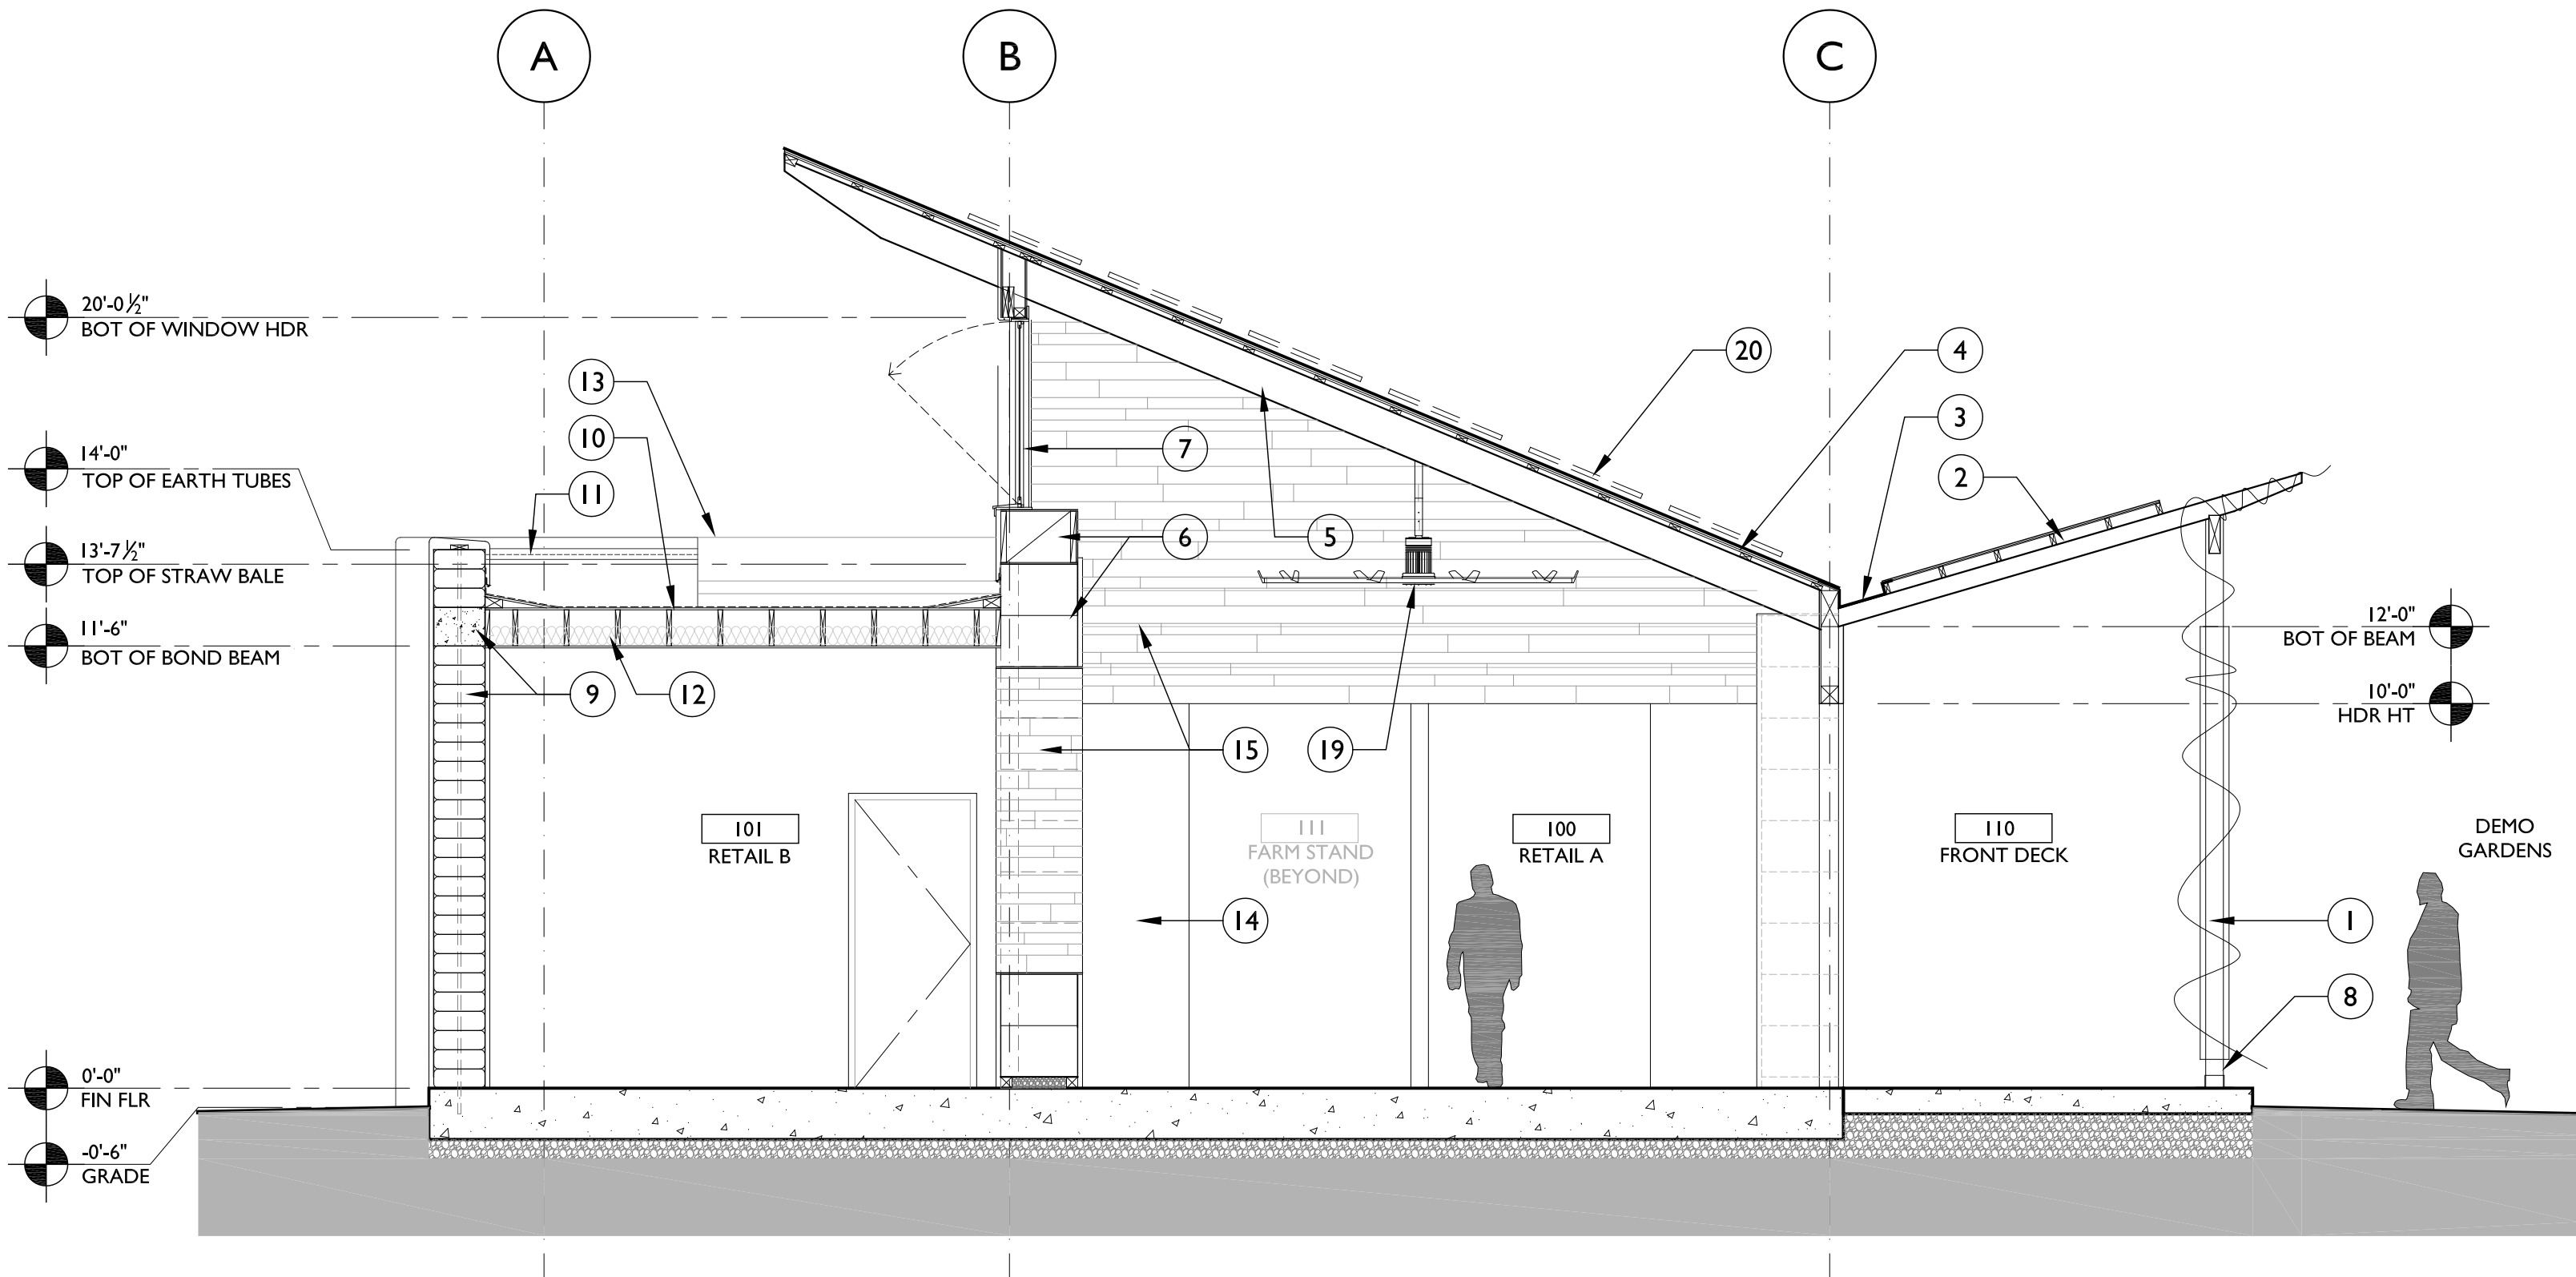 A
B
C
20'-0½"
BOT OF WINDOW HDR
14'-0"
TOP OF EARTH TUBES
13'-7½"
TOP OF STRAW BALE
11'-6"
BOT OF BOND BEAM
0'-0"
FIN FLR
-0'-6"
GRADE
13
10
11
9
12
7
6
5
15
19
14
20
4
3
2
12'-0"
BOT OF BEAM
10'-0"
HDR HT
101
RETAIL B
111
FARM STAND
(BEYOND)
100
RETAIL A
110
FRONT DECK
DEMO
GARDENS
1
8